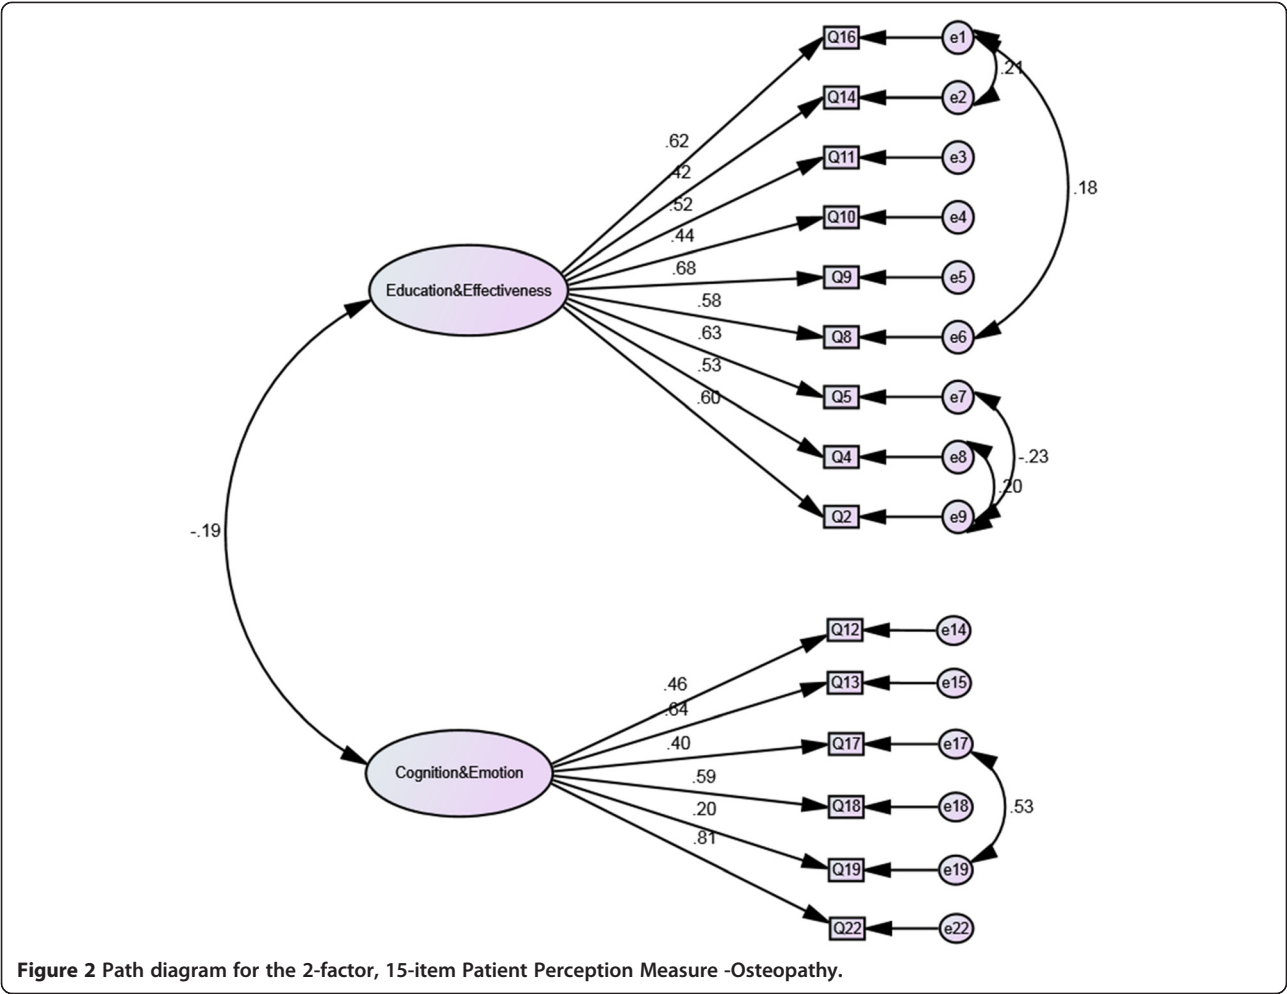 Q16
e1
.21
Q14
e2
.62
.42
Q11
e3
.52
.18
Q10
e4
.44
.68
Q9
e5
Education&Effectiveness
.58
.63
Q8
e6
.53
.60
Q5
e7
Q4
e8
-.23
.20
Q2
e9
-.19
Q12
e14
.46
Q13
e15
.64
.40
Q17
e17
Cognition&Emotion
.59
.20
Q18
e18
.53
.81
Q19
e19
Q22
e22
Figure 2 Path diagram for the 2-factor, 15-item Patient Perception Measure -Osteopathy.